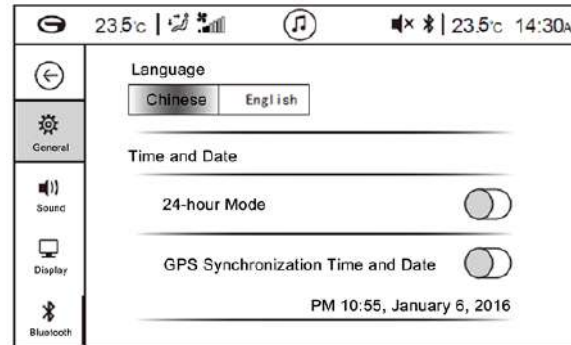 23.5°c 23.5°c 14:30A
Language
Chinese English
General
Time and Date
Sound
24-hour Mode
Display
GPS Synchronization Time and Date
PM 10:55, January 6, 2016
Bluetooth